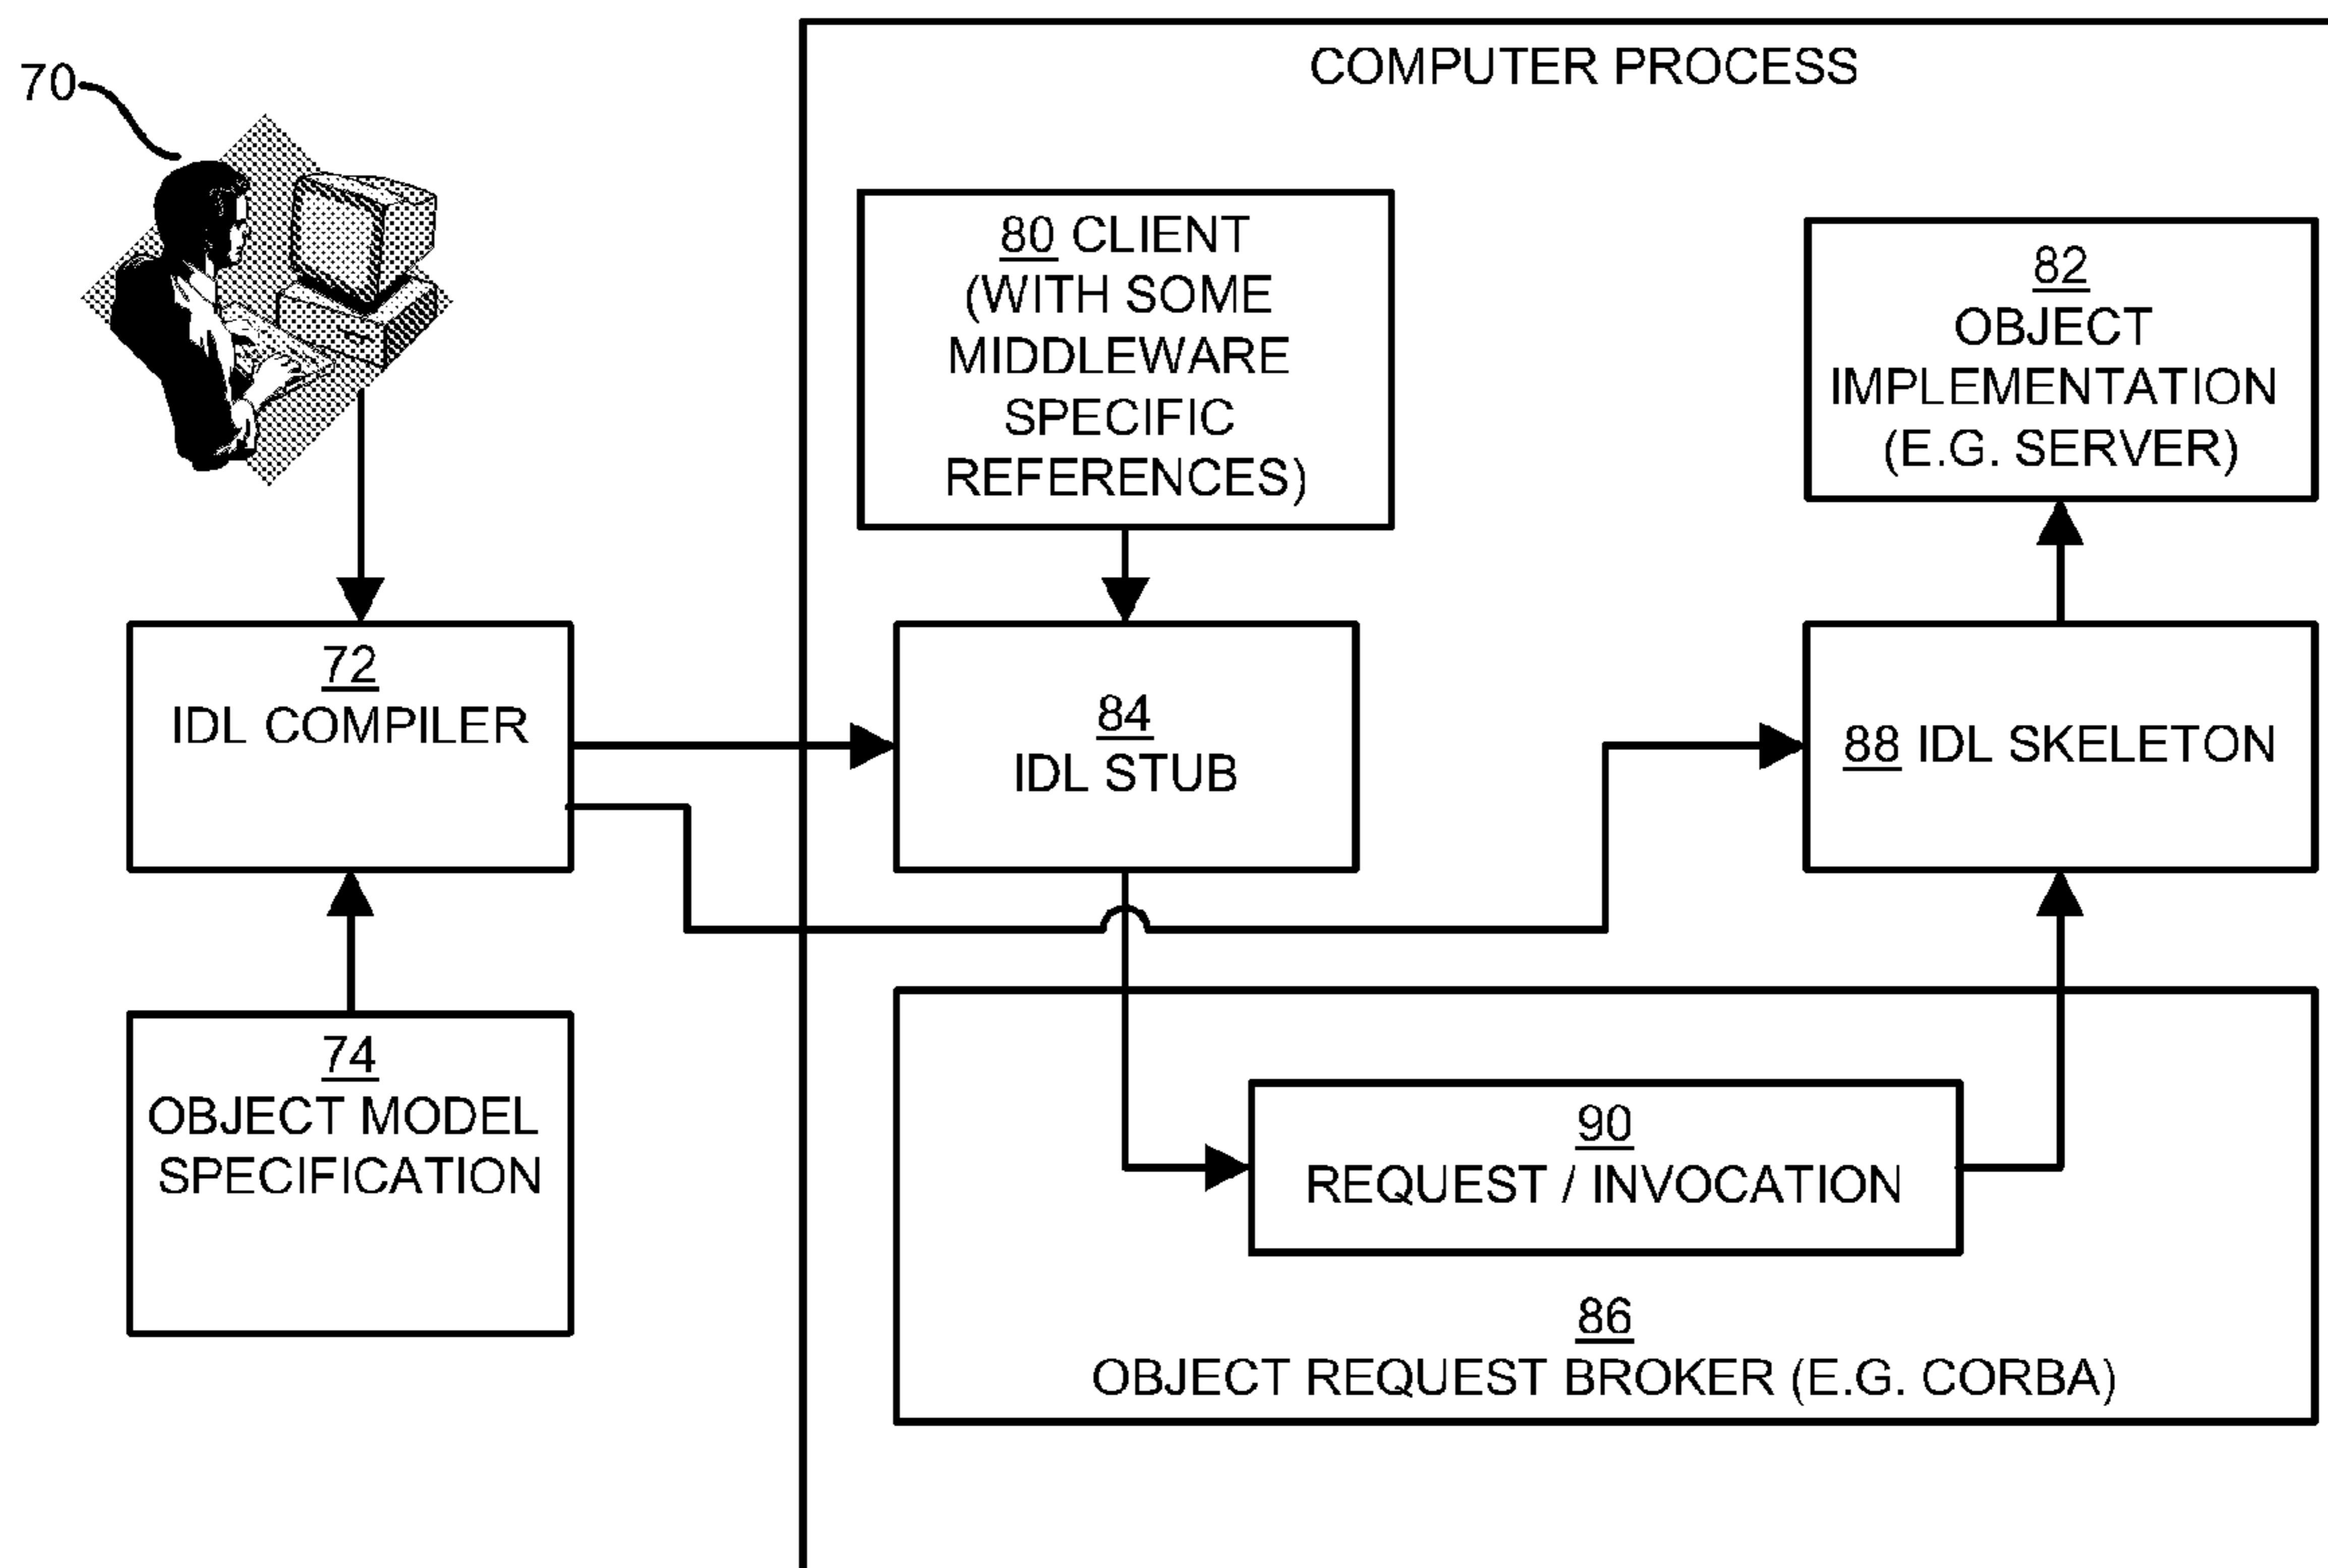 COMPUTER PROCESS
70
80 CLIENT
(WITH SOME
MIDDLEWARE
SPECIFIC
REFERENCES)
82
OBJECT
IMPLEMENTATION
(E.G. SERVER)
72
IDL COMPILER
84
IDL STUB
88 IDL SKELETON
74
OBJECT MODEL
SPECIFICATION
90
REQUEST / INVOCATION
86
OBJECT REQUEST BROKER (E.G. CORBA)